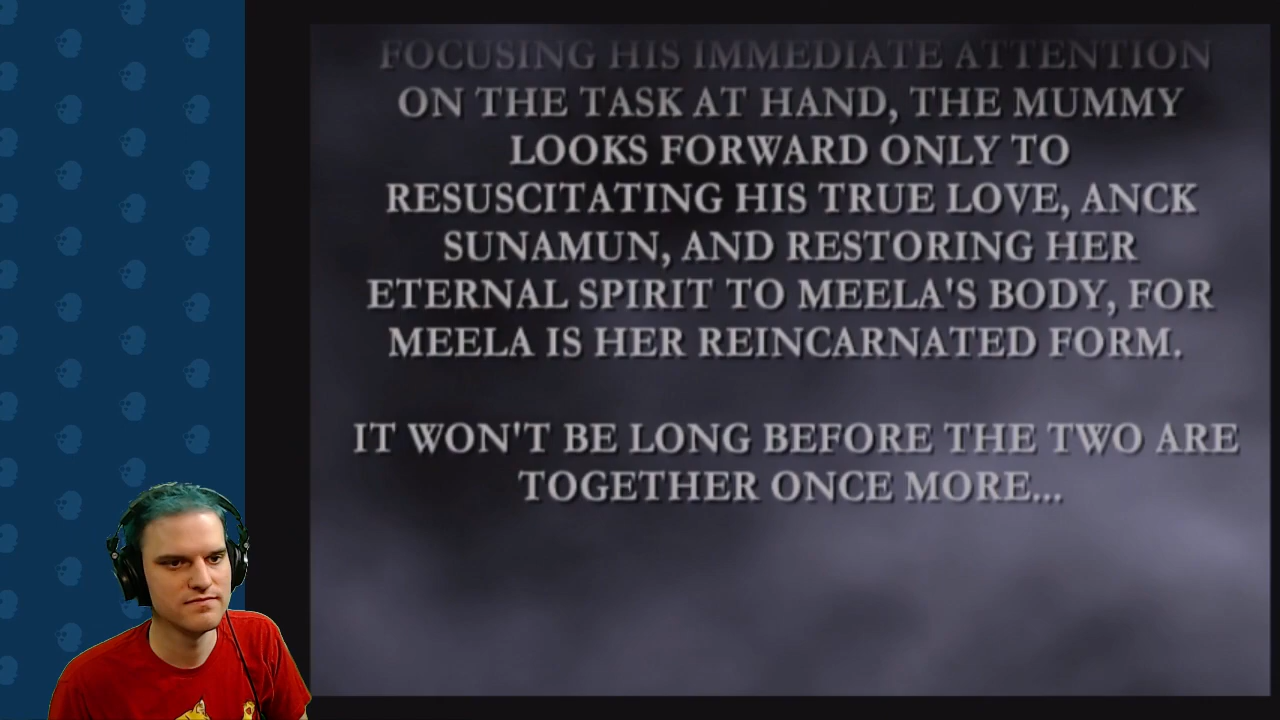 FOCUSING HIS IMMEDIATE ATTENTION
ON THE TASK AT HAND, THE MUMMY
LOOKS FORWARD ONLY TO
RESUSCITATING HIS TRUE LOVE, ANCK
SUNAMUN, AND RESTORING HER
ETERNAL SPIRIT TO MEELA'S BODY, FOR
MEELA IS HER REINCARNATED FORM.
IT WON'T BE LONG BEFORE THE TWO ARE
TOGETHER ONCE MORE...